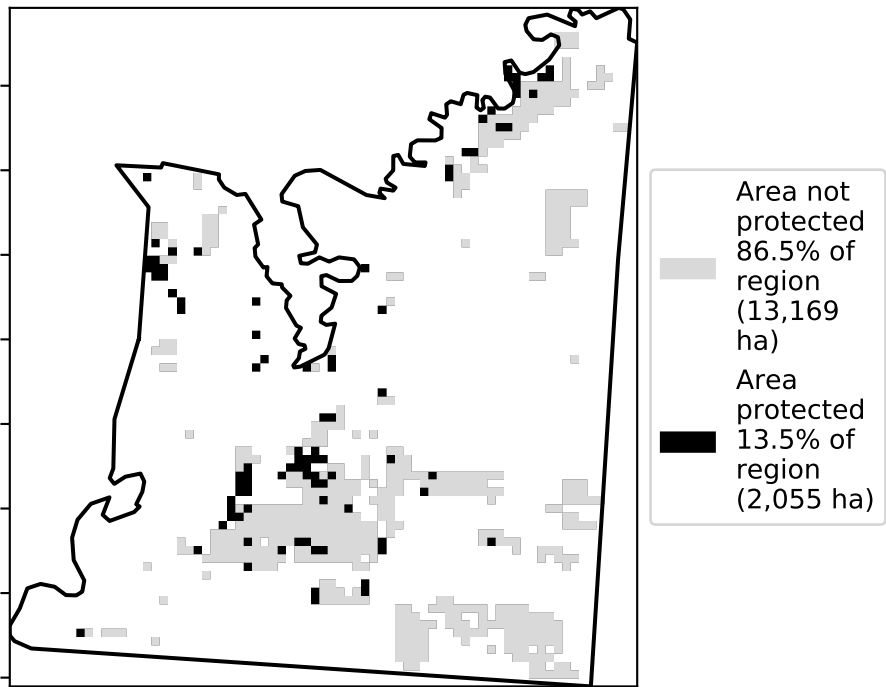 Area not
protected
86.5% of
region
(13,169
ha)
Area
protected
13.5% of
region
(2,055 ha)